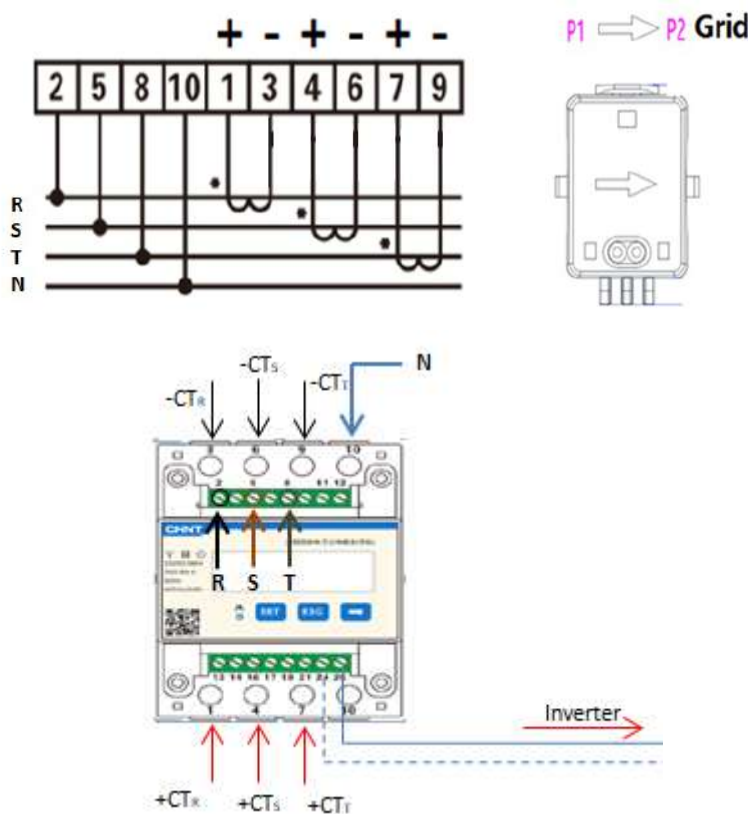 + - + - + -
P1 P2 Grid
2 5 8 10 1 3 4 6 7 9
R
S
T
N
-CTS
N
-CTR
-CTT
3 6 9 10
2 5 8 11 12
CHNT
R S T
SET ESC
13 14 16 17 19 21 24 25
1 4 7 10
Inverter
+CTR
+CTS
+CTT